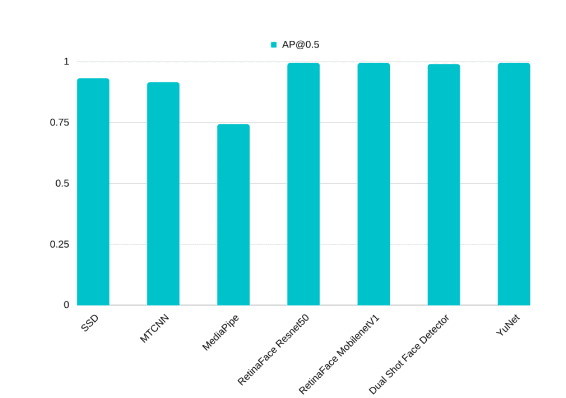 AP@0.5
1
0.75
0.5
0.25
0
SSD
MTCNN
MediaPipe
RetinaFace Resnet50
RetinaFace MobilenetV1
Dual Shot Face Detector
YuNet